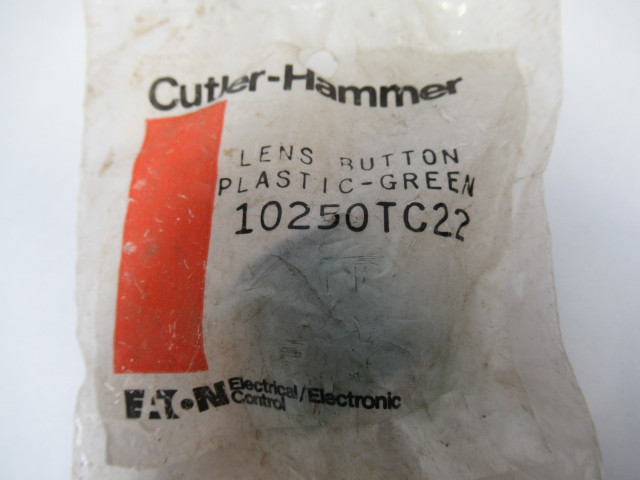 Cutler-Hammer
LENS BUTTON
PLASTIC-GREEN
10250TC22
EATON Electrical/Electronic
Control